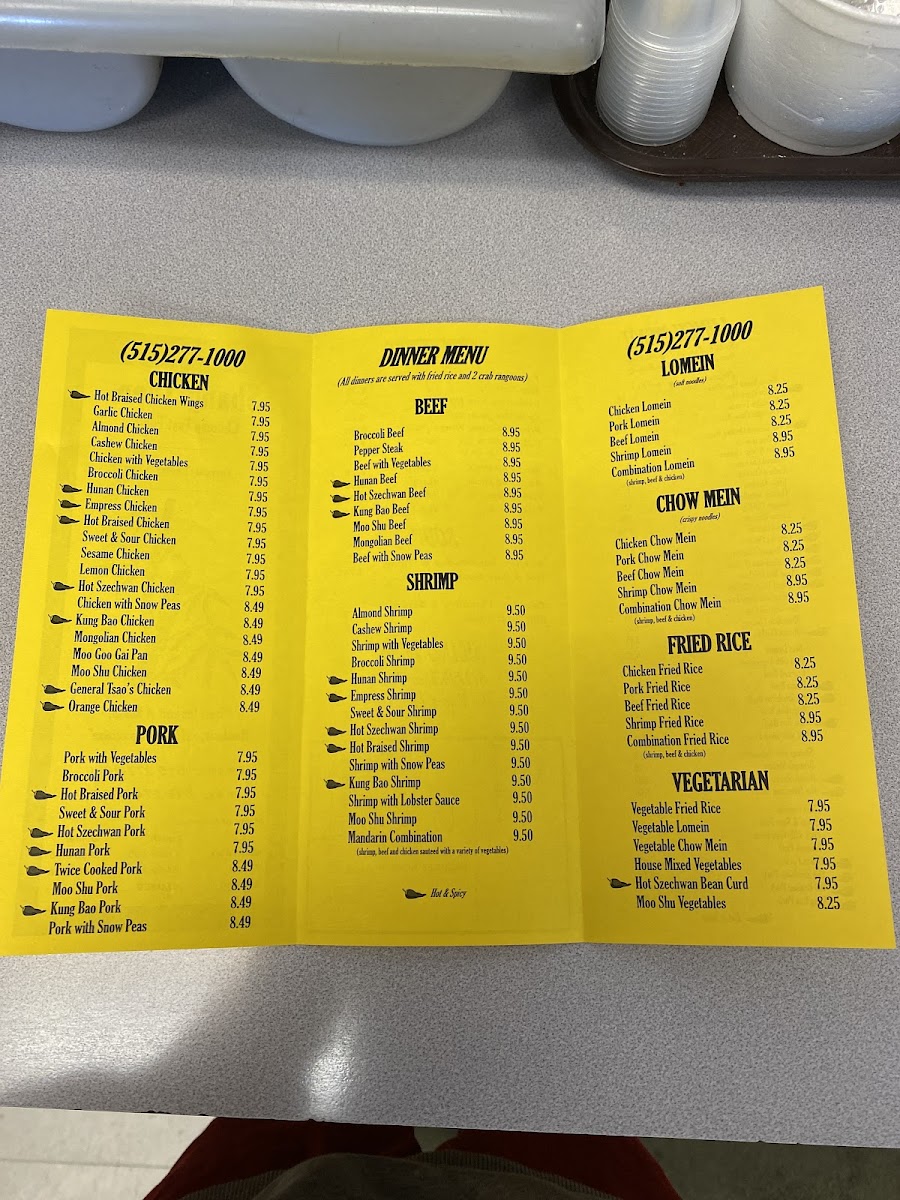 (515)277-1000
CHICKEN
Hot Braised Chicken Wings 7.95
Garlic Chicken 7.95
Almond Chicken 7.95
Cashew Chicken 7.95
Chicken with Vegetables 7.95
Broccoli Chicken 7.95
Hunan Chicken 7.95
Empress Chicken 7.95
Hot Braised Chicken 7.95
Sweet & Sour Chicken 7.95
Sesame Chicken 7.95
Lemon Chicken 7.95
Hot Szechwan Chicken 7.95
Chicken with Snow Peas 8.49
Kung Bao Chicken 8.49
Mongolian Chicken 8.49
Moo Goo Gai Pan 8.49
Moo Shu Chicken 8.49
General Tsao's Chicken 8.49
Orange Chicken 8.49
PORK
Pork with Vegetables 7.95
Broccoli Pork 7.95
Hot Braised Pork 7.95
Sweet & Sour Pork 7.95
Hot Szechwan Pork 7.95
Hunan Pork 7.95
Twice Cooked Pork 8.49
Moo Shu Pork 8.49
Kung Bao Pork 8.49
Pork with Snow Peas 8.49
DINNER MENU
(All dinners are served with fried rice and 2 crab rangoons)
BEEF
Broccoli Beef 8.95
Pepper Steak 8.95
Beef with Vegetables 8.95
Hunan Beef 8.95
Hot Szechwan Beef 8.95
Kung Bao Beef 8.95
Moo Shu Beef 8.95
Mongolian Beef 8.95
Beef with Snow Peas 8.95
SHRIMP
Almond Shrimp 9.50
Cashew Shrimp 9.50
Shrimp with Vegetables 9.50
Broccoli Shrimp 9.50
Hunan Shrimp 9.50
Empress Shrimp 9.50
Sweet & Sour Shrimp 9.50
Hot Szechwan Shrimp 9.50
Hot Braised Shrimp 9.50
Shrimp with Snow Peas 9.50
Kung Bao Shrimp 9.50
Shrimp with Lobster Sauce 9.50
Moo Shu Shrimp 9.50
Mandarin Combination 9.50
(shrimp, beef and chicken sauteed with a variety of vegetables)
Hot & Spicy
(515)277-1000
LOMEIN
(soft noodles)
Chicken Lomein 8.25
Pork Lomein 8.25
Beef Lomein 8.25
Shrimp Lomein 8.95
Combination Lomein 8.95
(shrimp, beef & chicken)
CHOW MEIN
(crispy noodles)
Chicken Chow Mein 8.25
Pork Chow Mein 8.25
Beef Chow Mein 8.25
Shrimp Chow Mein 8.95
Combination Chow Mein 8.95
(shrimp, beef & chicken)
FRIED RICE
Chicken Fried Rice 8.25
Pork Fried Rice 8.25
Beef Fried Rice 8.25
Shrimp Fried Rice 8.95
Combination Fried Rice 8.95
(shrimp, beef & chicken)
VEGETARIAN
Vegetable Fried Rice 7.95
Vegetable Lomein 7.95
Vegetable Chow Mein 7.95
House Mixed Vegetables 7.95
Hot Szechwan Bean Curd 7.95
Moo Shu Vegetables 8.25